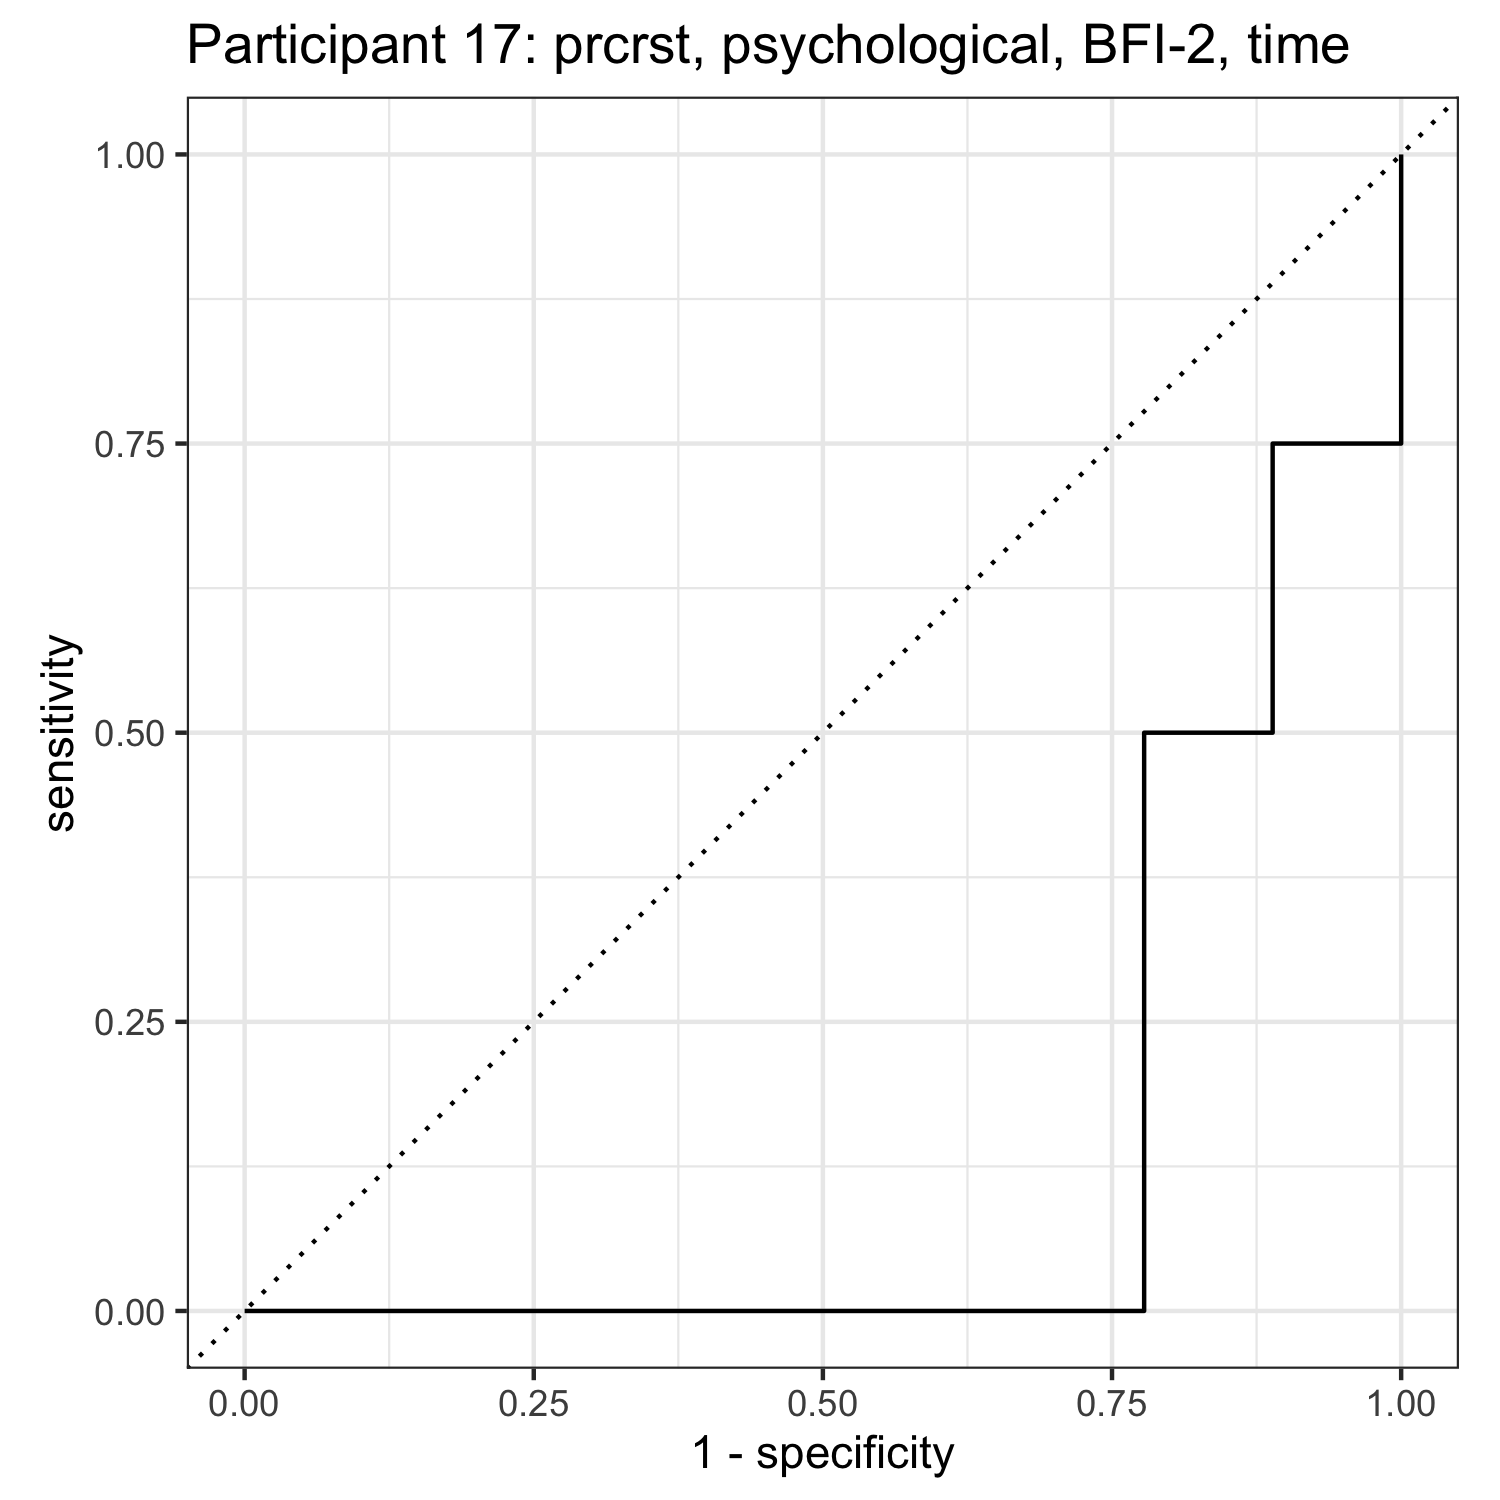 Participant 17: prcrst, psychological, BFI-2, time
1.00
0.75
0.50
0.25
0.00
sensitivity
0.00 0.25 0.50 0.75 1.00
1 - specificity